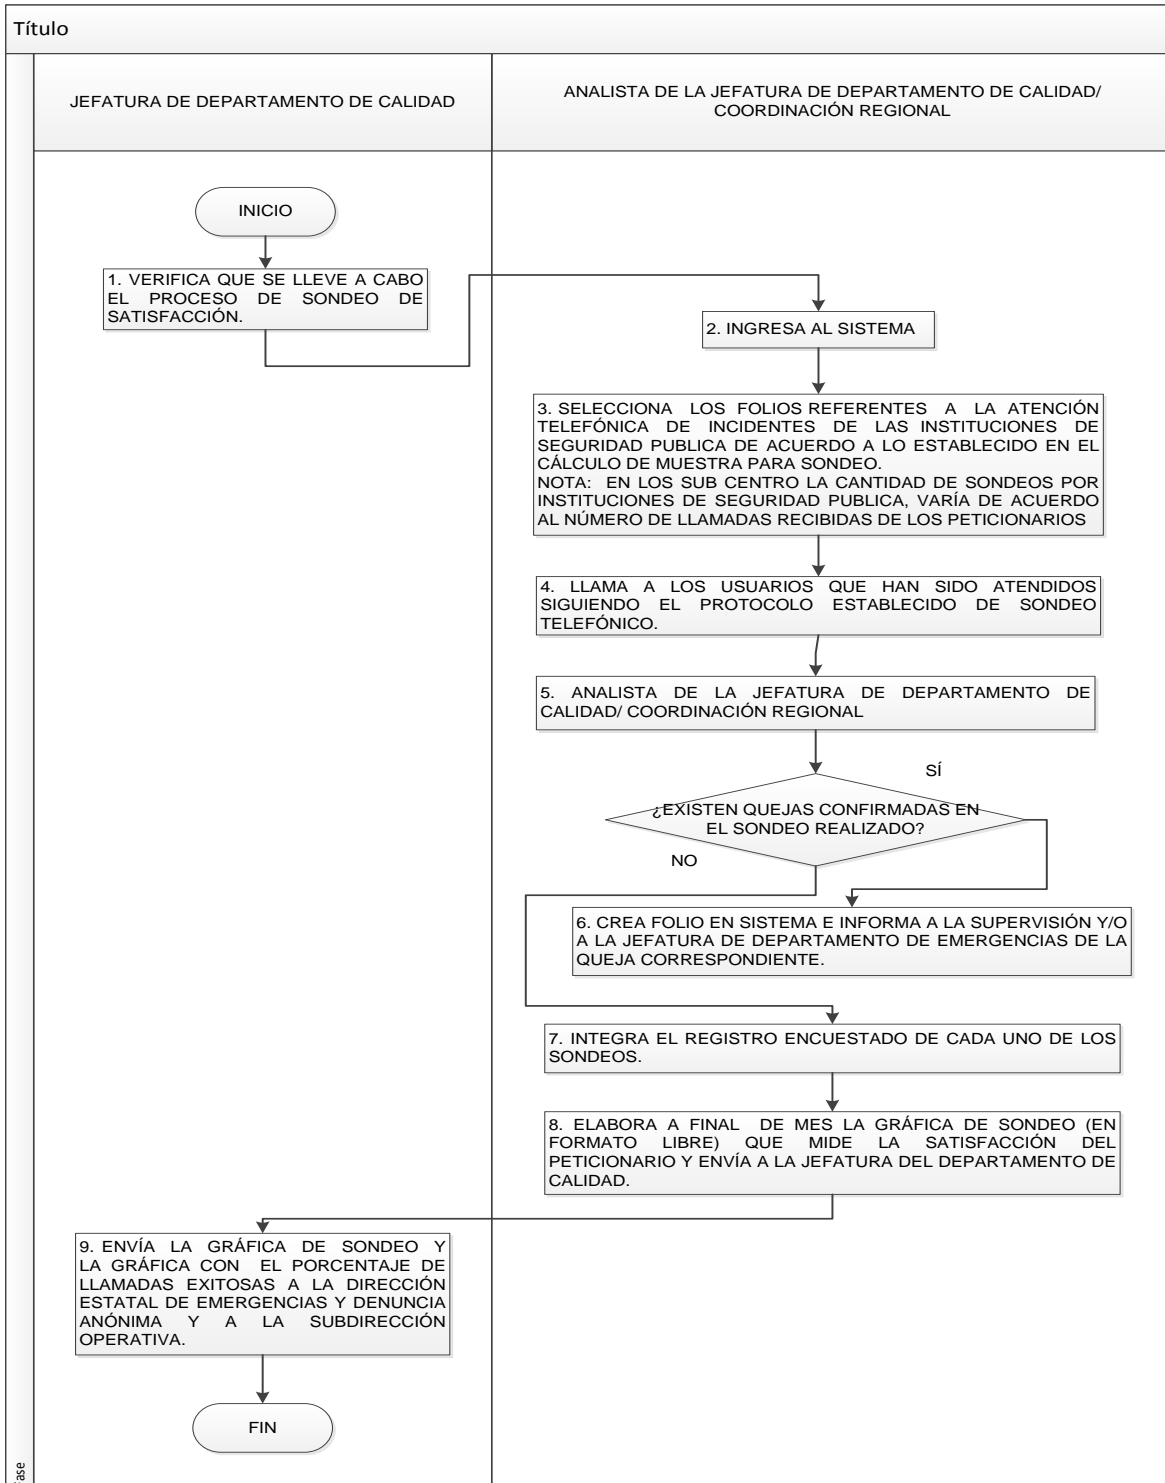 Título
JEFATURA DE DEPARTAMENTO DE CALIDAD
ANALISTA DE LA JEFATURA DE DEPARTAMENTO DE CALIDAD/
COORDINACIÓN REGIONAL
INICIO
1. VERIFICA QUE SE LLEVE A CABO
EL PROCESO DE SONDEO DE
SATISFACCIÓN.
2. INGRESA AL SISTEMA
3. SELECCIONA LOS FOLIOS REFERENTES A LA ATENCIÓN
TELEFÓNICA DE INCIDENTES DE LAS INSTITUCIONES DE
SEGURIDAD PUBLICA DE ACUERDO A LO ESTABLECIDO EN EL
CÁLCULO DE MUESTRA PARA SONDEO.
NOTA: EN LOS SUB CENTRO LA CANTIDAD DE SONDEOS POR
INSTITUCIONES DE SEGURIDAD PUBLICA, VARÍA DE ACUERDO
AL NÚMERO DE LLAMADAS RECIBIDAS DE LOS PETICIONARIOS
4. LLAMA A LOS USUARIOS QUE HAN SIDO ATENDIDOS
SIGUIENDO EL PROTOCOLO ESTABLECIDO DE SONDEO
TELEFÓNICO.
5. ANALISTA DE LA JEFATURA DE DEPARTAMENTO DE
CALIDAD/ COORDINACIÓN REGIONAL
SÍ
¿EXISTEN QUEJAS CONFIRMADAS EN
EL SONDEO REALIZADO?
NO
6. CREA FOLIO EN SISTEMA E INFORMA A LA SUPERVISIÓN Y/O
A LA JEFATURA DE DEPARTAMENTO DE EMERGENCIAS DE LA
QUEJA CORRESPONDIENTE.
7. INTEGRA EL REGISTRO ENCUESTADO DE CADA UNO DE LOS
SONDEOS.
8. ELABORA A FINAL DE MES LA GRÁFICA DE SONDEO (EN
FORMATO LIBRE) QUE MIDE LA SATISFACCIÓN DEL
PETICIONARIO Y ENVÍA A LA JEFATURA DEL DEPARTAMENTO DE
CALIDAD.
9. ENVÍA LA GRÁFICA DE SONDEO Y
LA GRÁFICA CON EL PORCENTAJE DE
LLAMADAS EXITOSAS A LA DIRECCIÓN
ESTATAL DE EMERGENCIAS Y DENUNCIA
ANÓNIMA Y A LA SUBDIRECCIÓN
OPERATIVA.
FIN